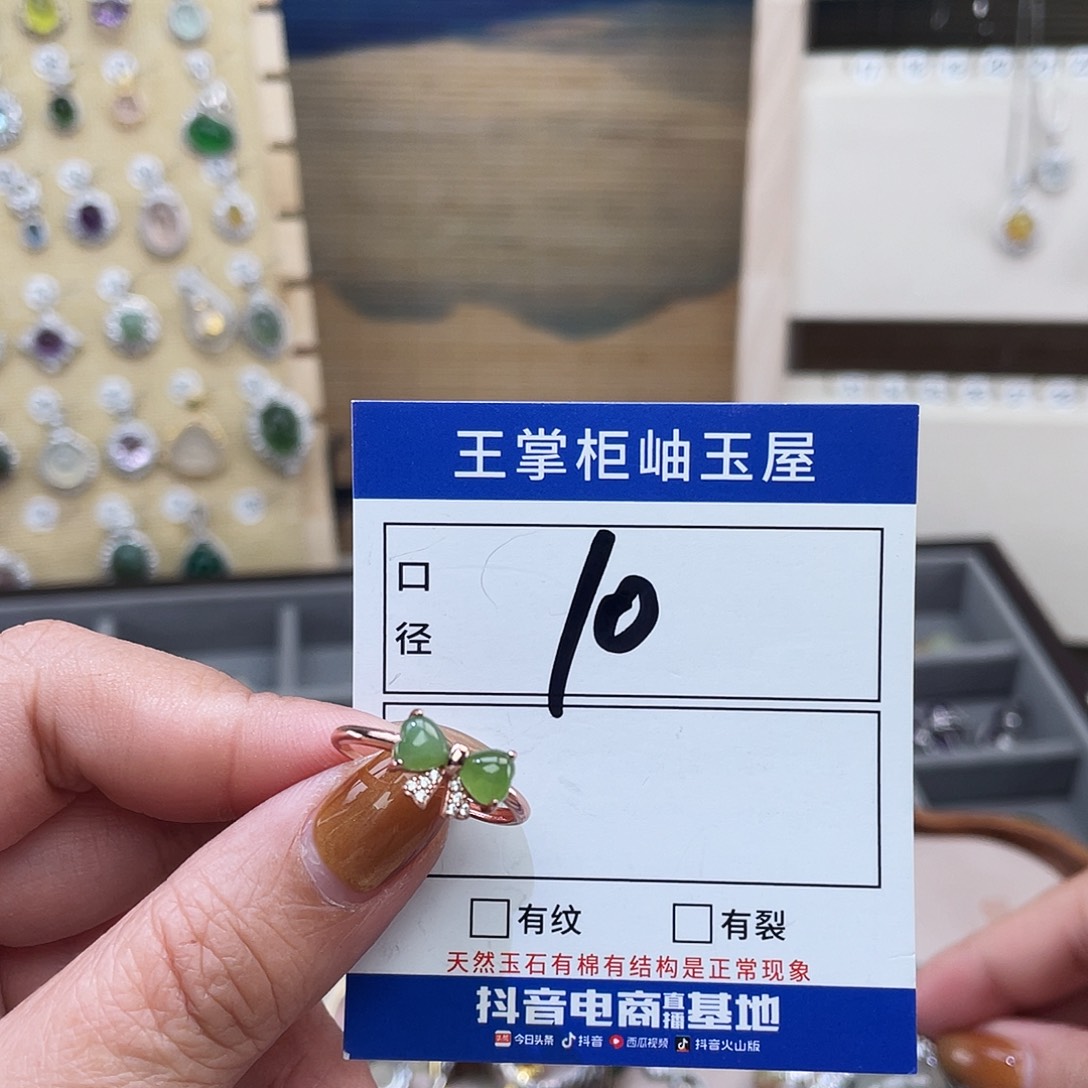 王掌柜岫玉屋
口径
10
有纹 有裂
天然玉石有棉有结构是正常现象
抖音电商直播基地
今日头条 抖音 西瓜视频 抖音火山版